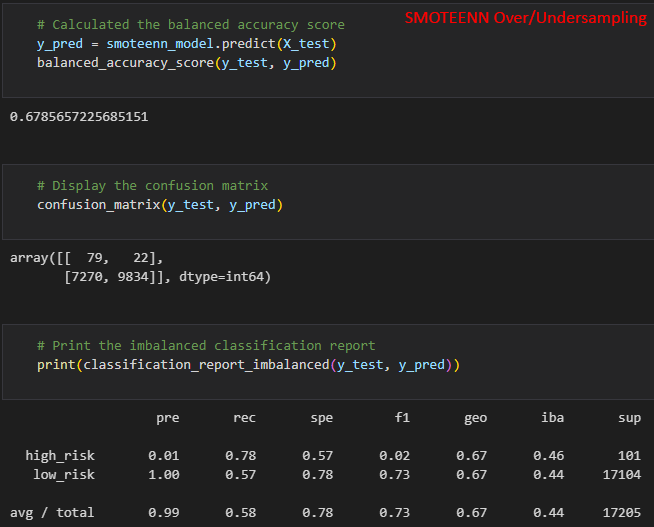 # Calculated the balanced accuracy score
SMOTEENN Over/Undersampling
y_pred = smoteenn_model.predict(X_test)
balanced_accuracy_score(y_test, y_pred)
0.6785657225685151
# Display the confusion matrix
confusion_matrix(y_test, y_pred)
array([[  79,   22],
       [7270, 9834]], dtype=int64)
# Print the imbalanced classification report
print(classification_report_imbalanced(y_test, y_pred))
pre rec spe f1 geo iba sup
high_risk 0.01 0.78 0.57 0.02 0.67 0.46 101
low_risk 1.00 0.57 0.78 0.73 0.67 0.44 17104
avg / total 0.99 0.58 0.78 0.73 0.67 0.44 17205